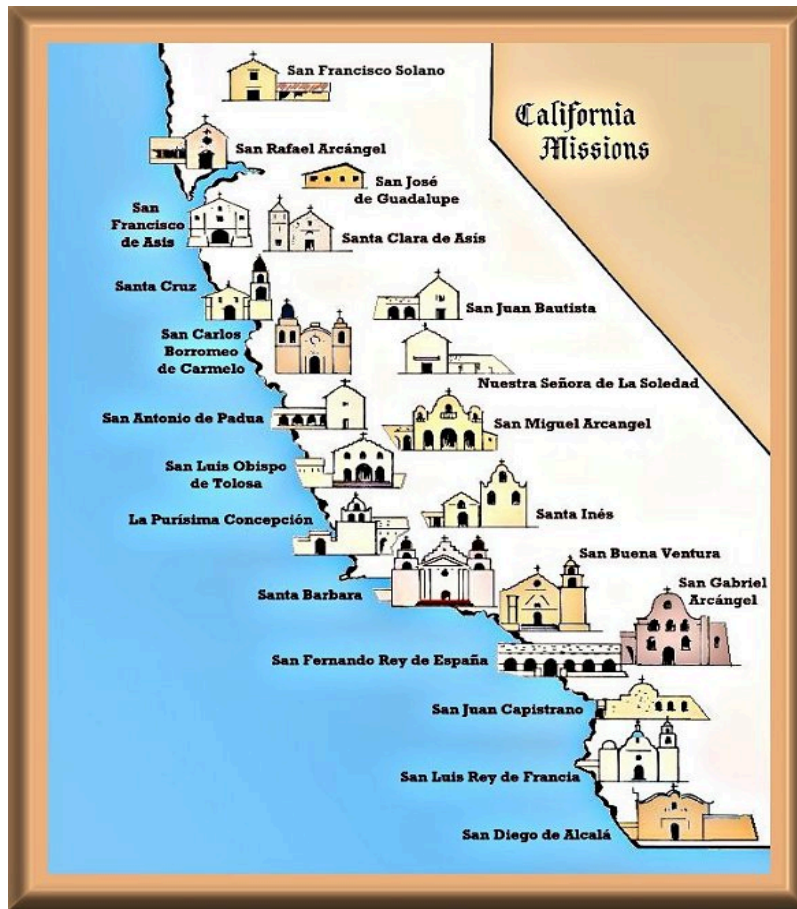 San Francisco Solano
California
Missions
San Rafael Arcángel
San José
de Guadalupe
San
Francisco
de Asis
Santa Clara de Asís
Santa Cruz
San Juan Bautista
San Carlos
Borromeo
de Carmelo
Nuestra Señora de La Soledad
San Antonio de Padua
San Miguel Arcangel
San Luis Obispo
de Tolosa
La Purísima Concepción
Santa Inés
San Buena Ventura
Santa Barbara
San Gabriel
Arcángel
San Fernando Rey de España
San Juan Capistrano
San Luis Rey de Francia
San Diego de Alcalá